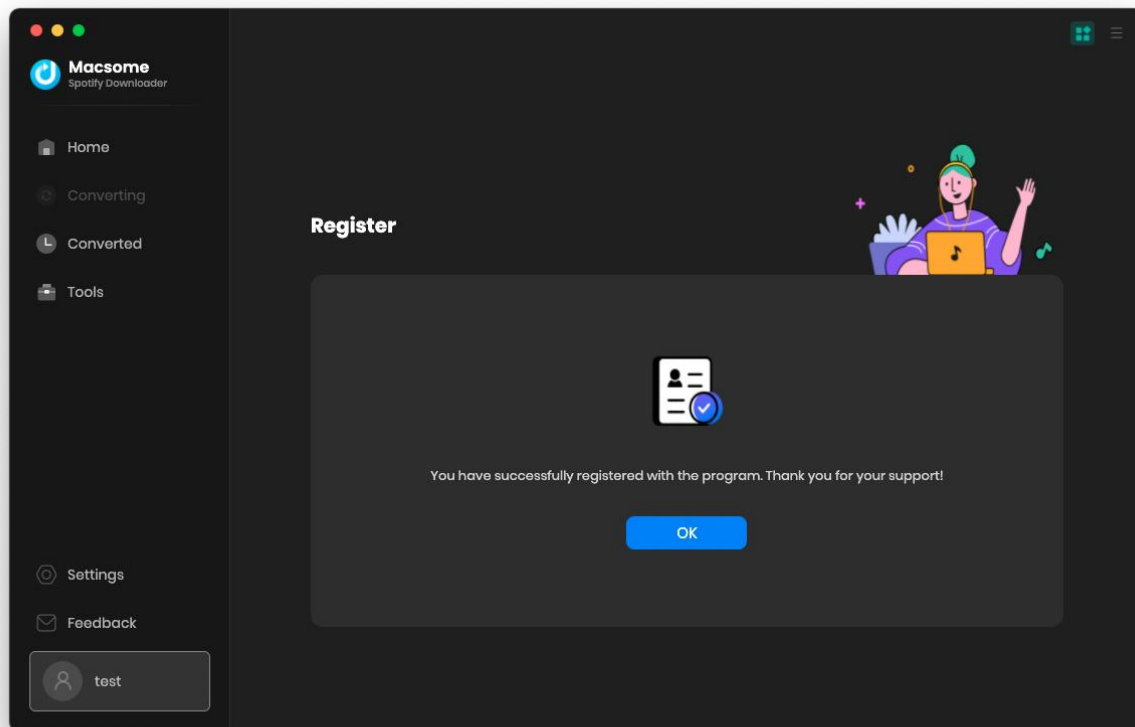 Macsome
Spotify Downloader
Home
Converting
Converted
Tools
Settings
Feedback
test
Register
You have successfully registered with the program. Thank you for your support!
OK